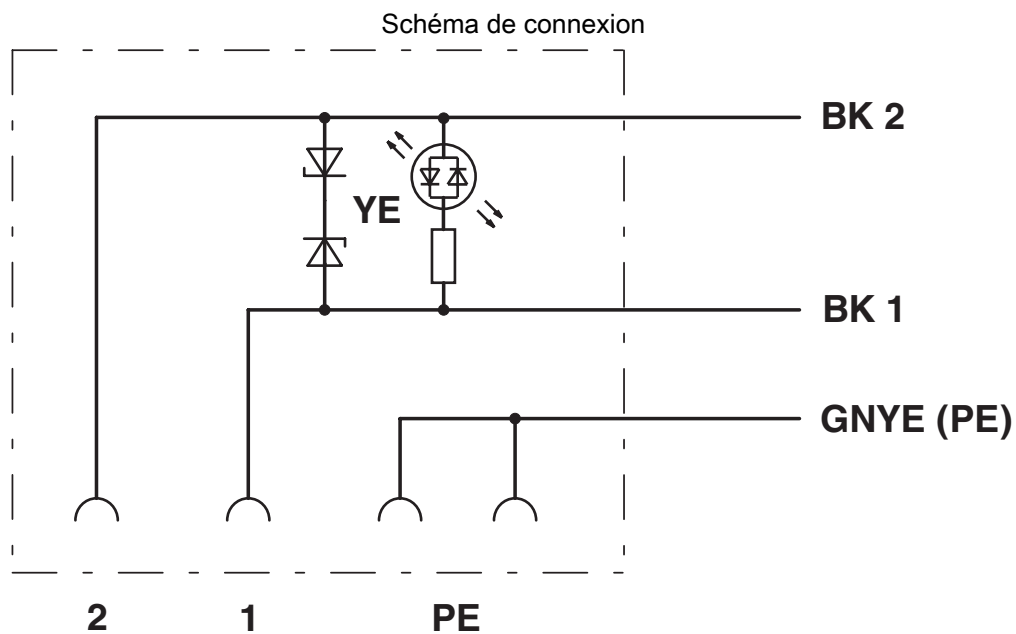 Schéma de connexion
BK 2
YE
BK 1
GNYE (PE)
2 1 PE